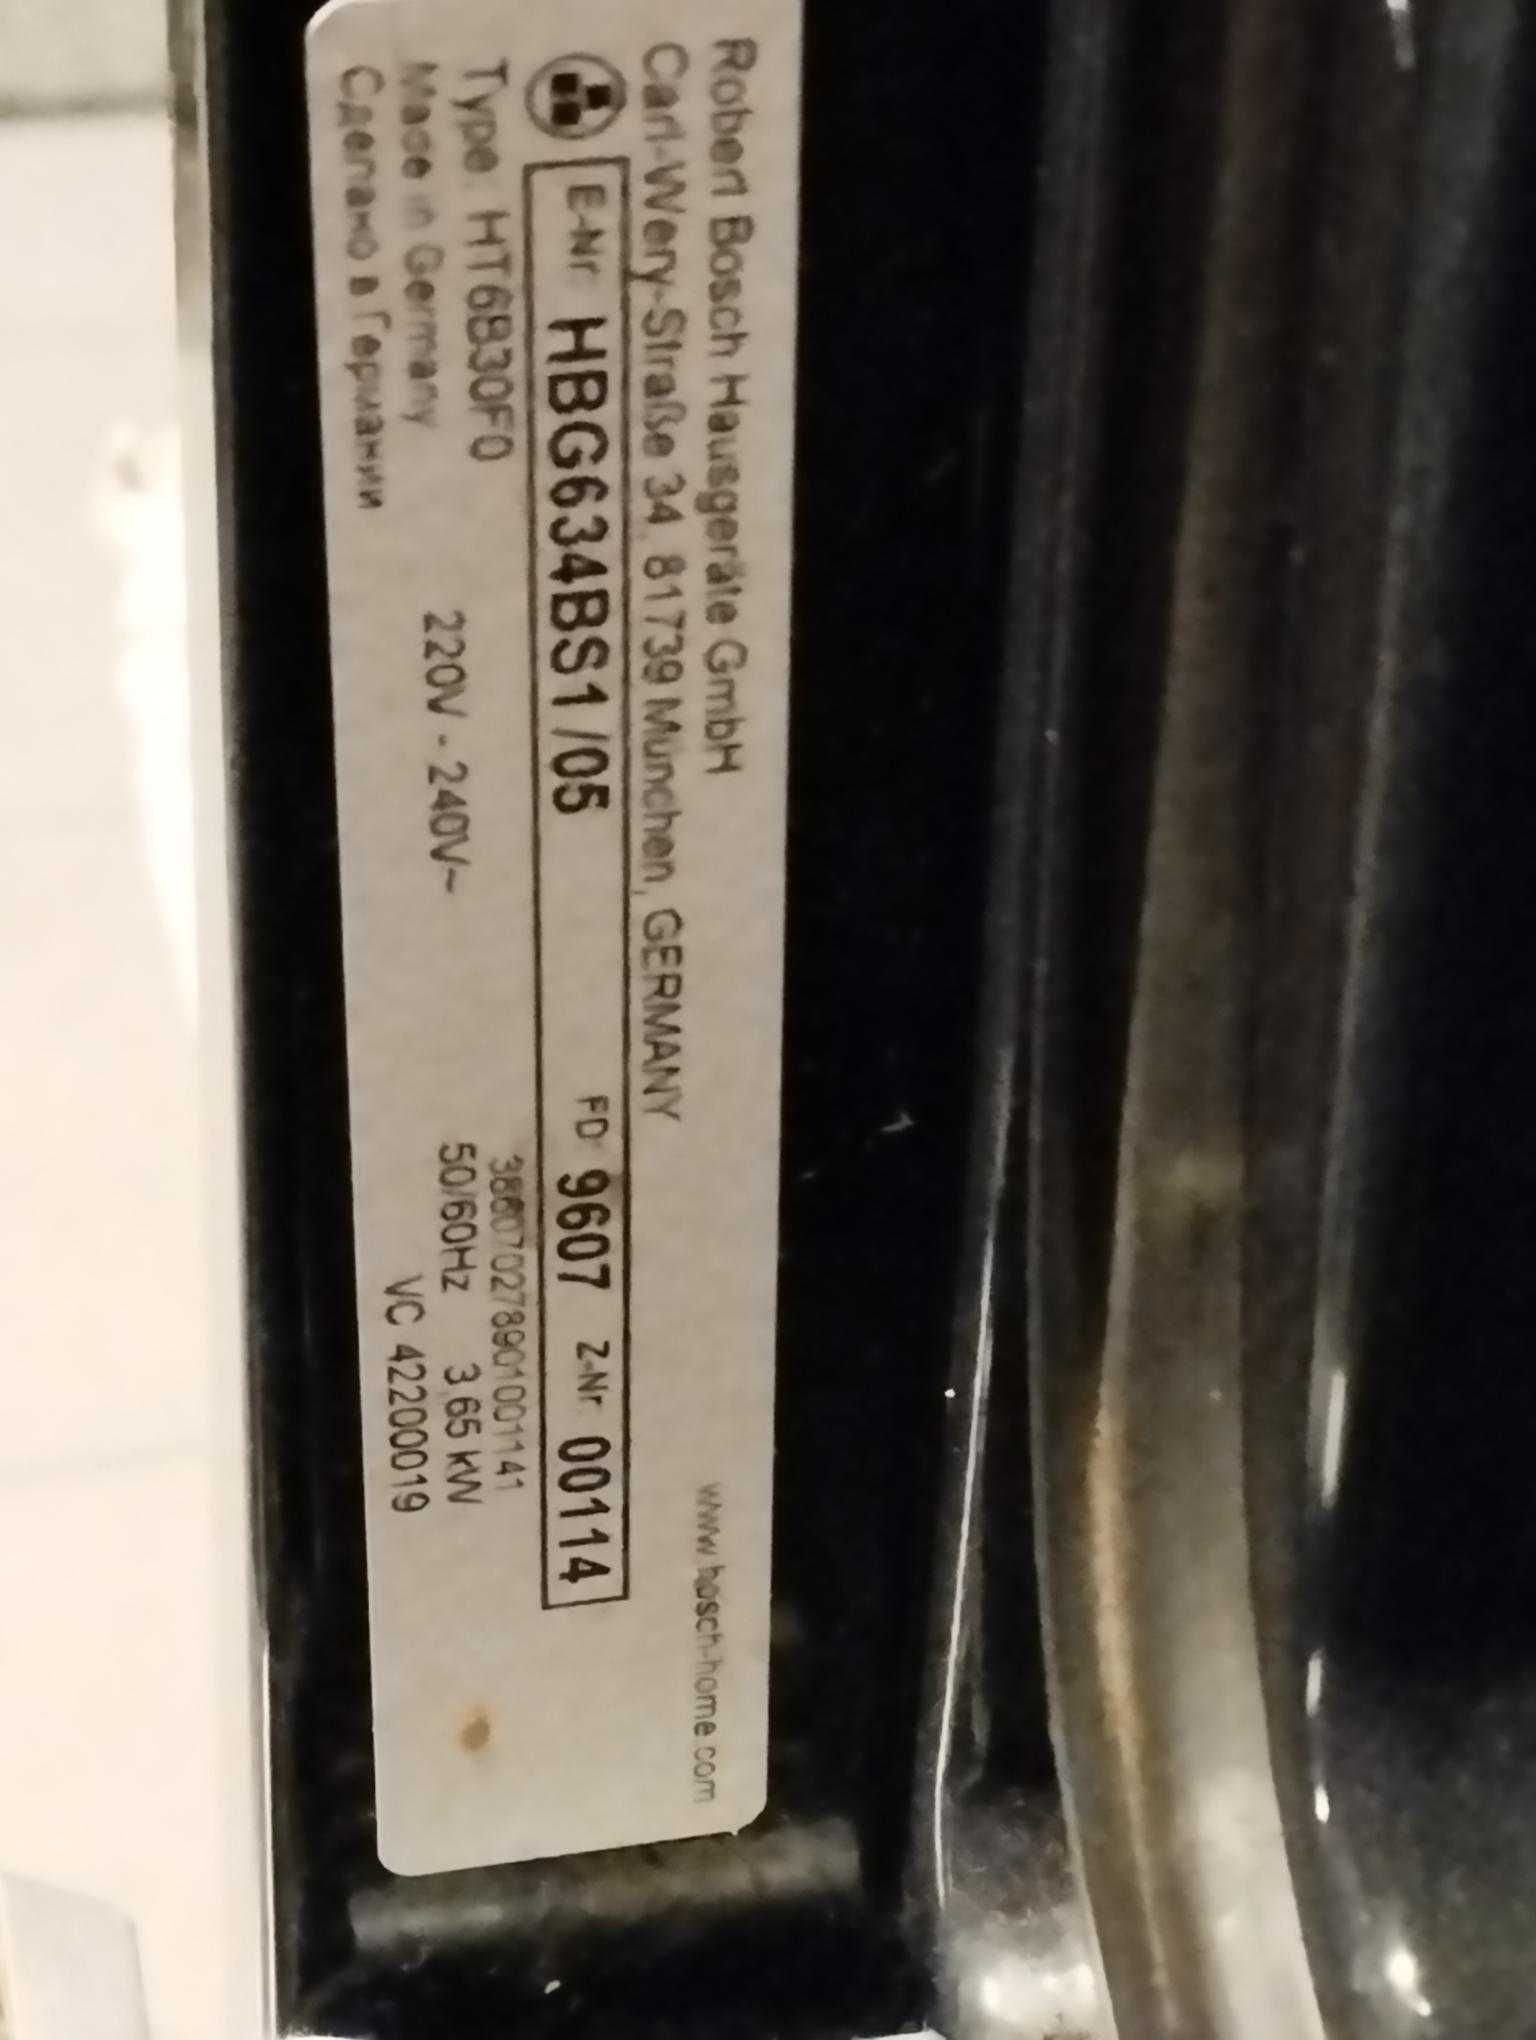 Robert Bosch Hausgeräte GmbH
Carl-Wery-Straße 34, 81739 München, GERMANY
www.bosch-home.com
E-Nr. HBG634BS1 /05 FD 9607 Z-Nr. 00114
Type: HT6B30F0 386070278901001141
Made in Germany 220V - 240V~ 50/60Hz 3,65 kW
Сделано в Германии VC 42200019